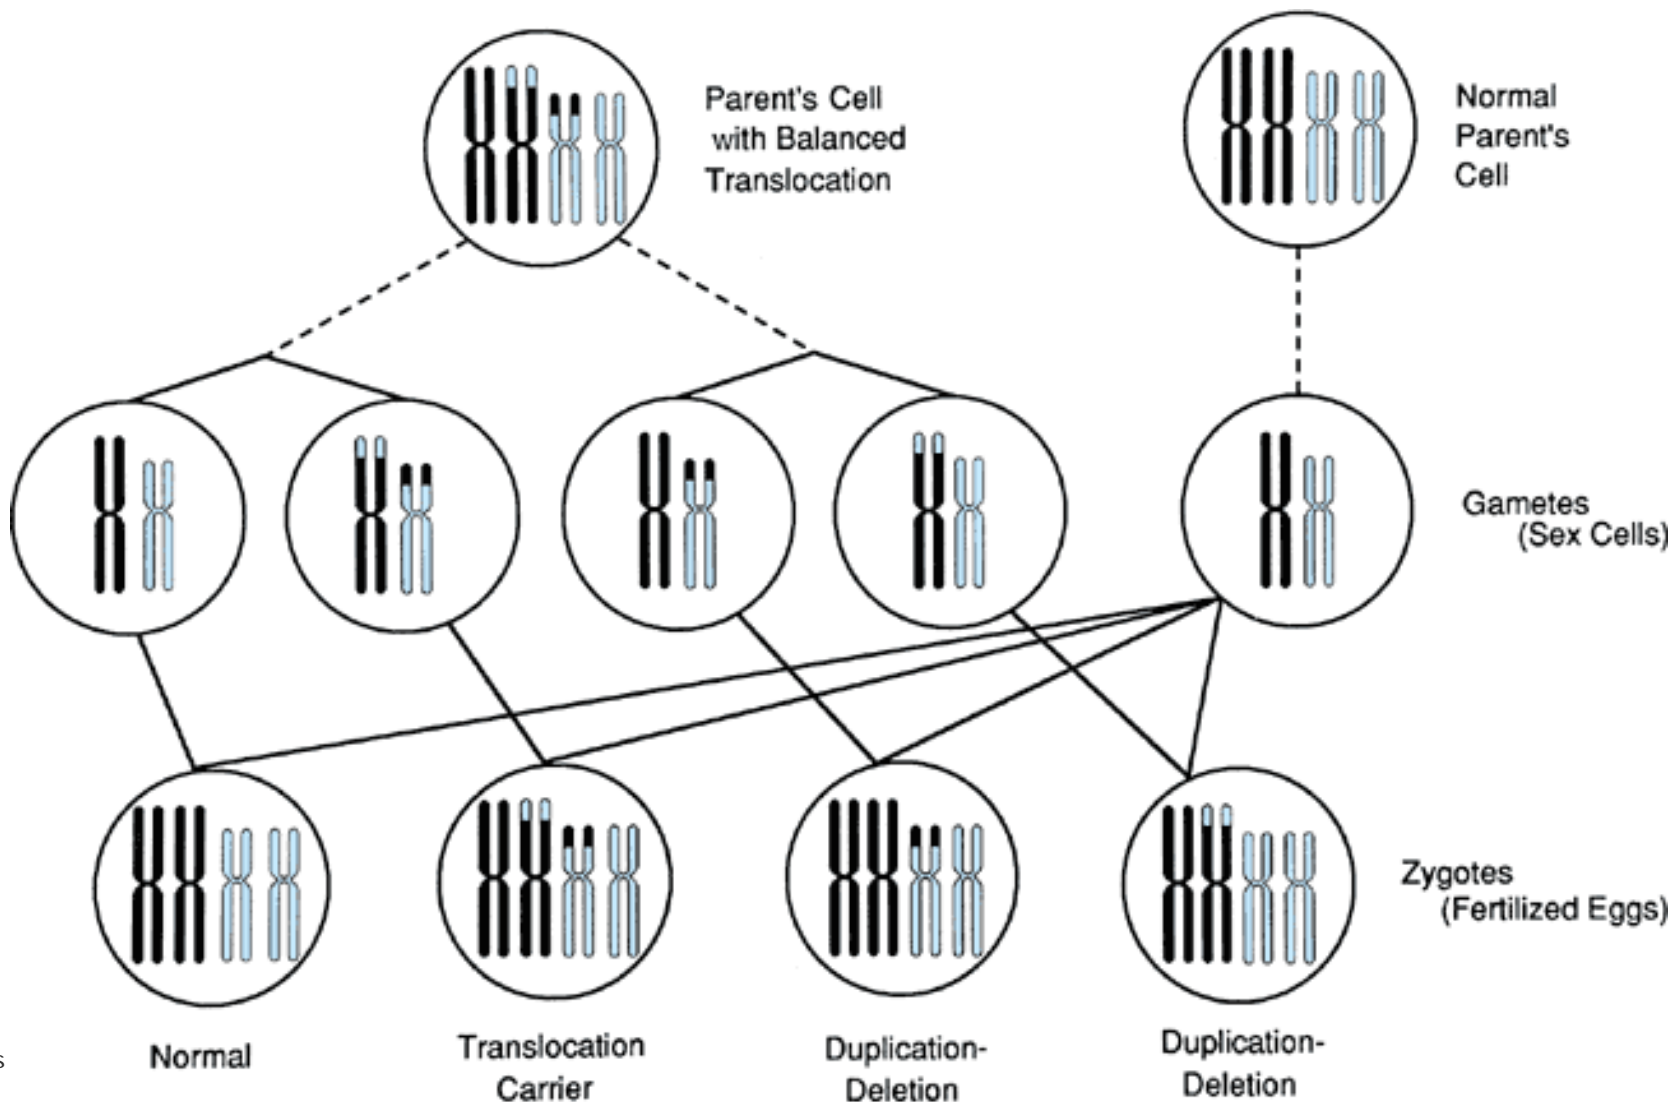 Parent's Cell
with Balanced
Translocation
Normal
Parent's
Cell
Gametes
(Sex Cells)
Zygotes
(Fertilized Eggs)
Normal
Translocation
Carrier
Duplication-
Deletion
Duplication-
Deletion
s